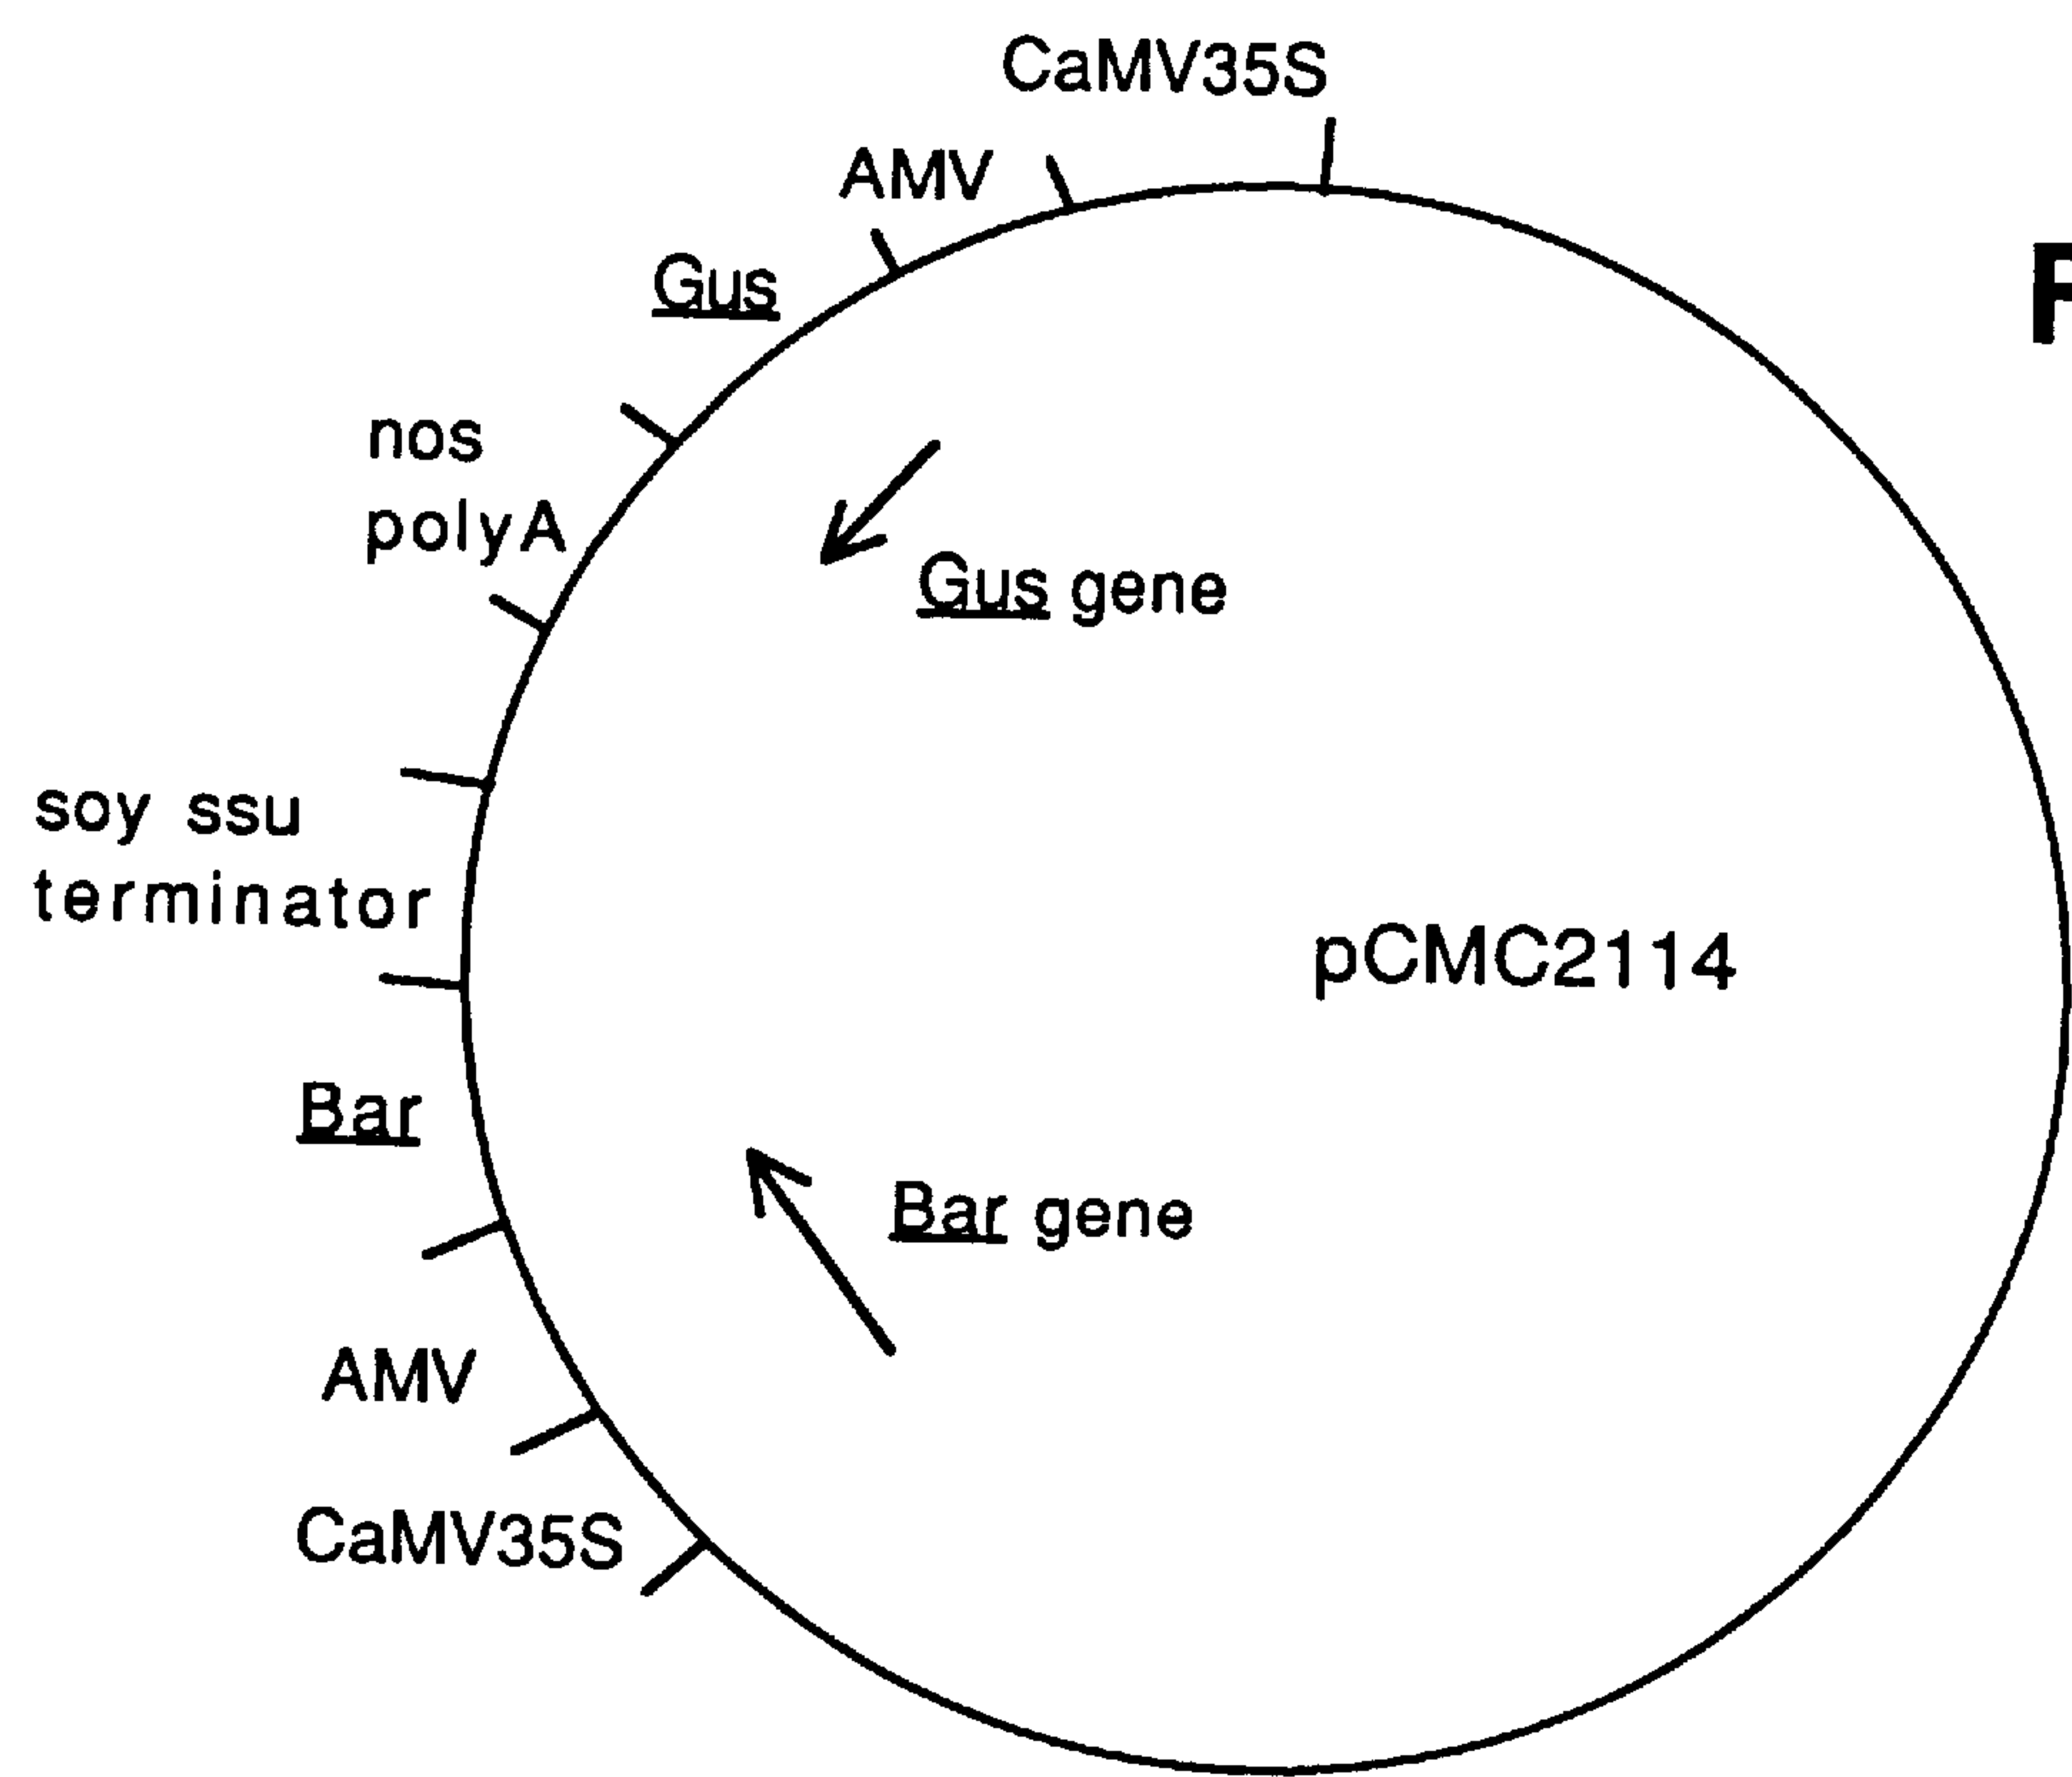 CaMV35S
AMV
Gus
nos
polyA
Gus gene
soy ssu
terminator
pCMC2114
Bar
Bar gene
AMV
CaMV35S